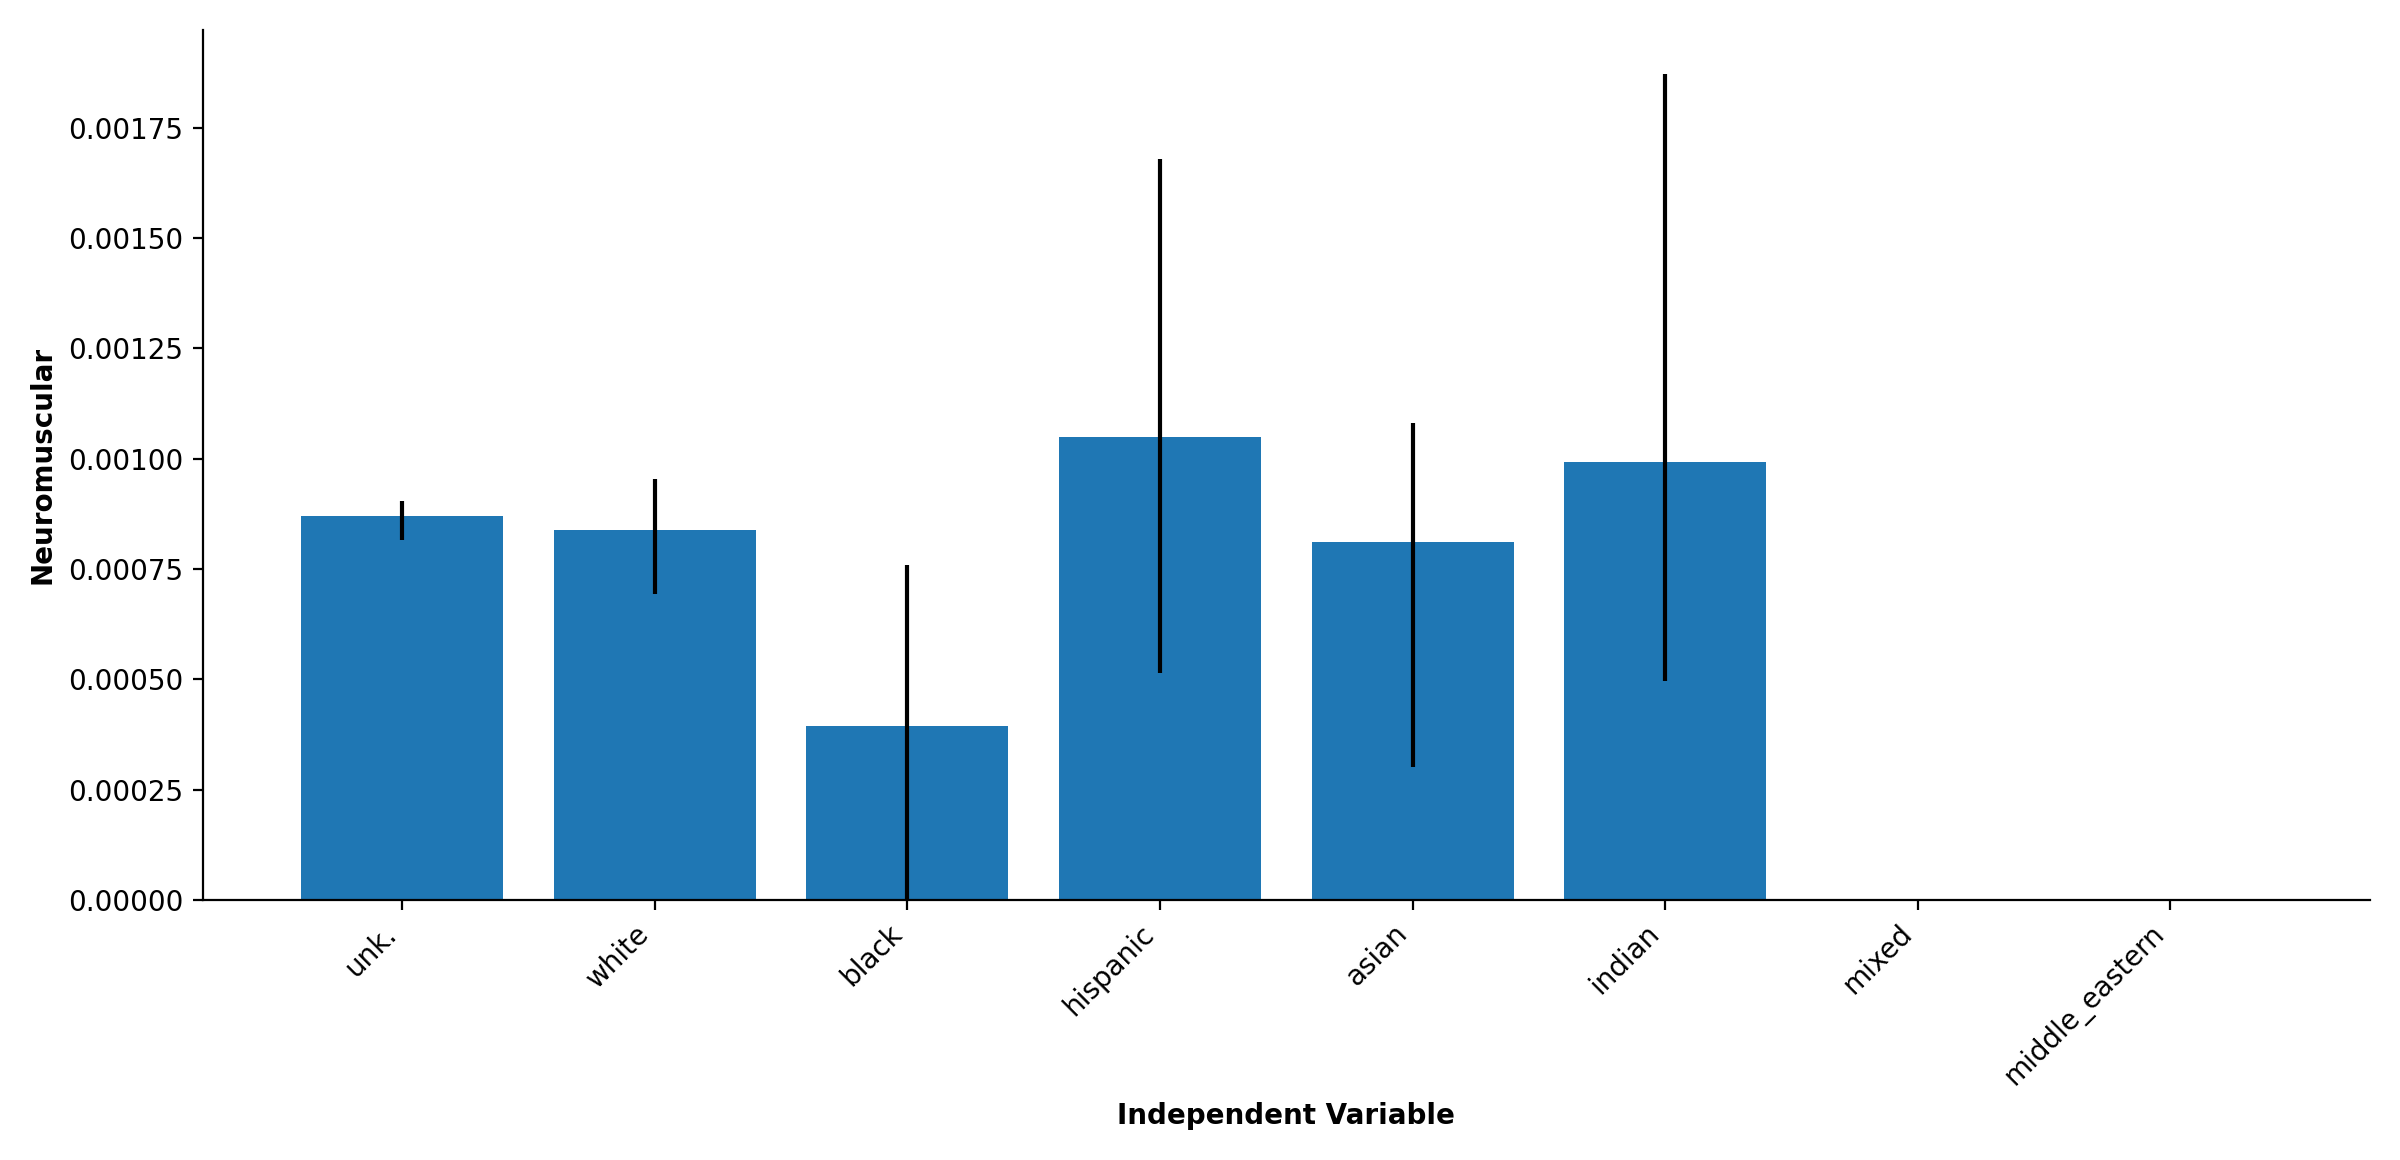 Neuromuscular
0.00175
0.00150
0.00125
0.00100
0.00075
0.00050
0.00025
0.00000
unk.
white
black
hispanic
asian
indian
mixed
middle_eastern
Independent Variable